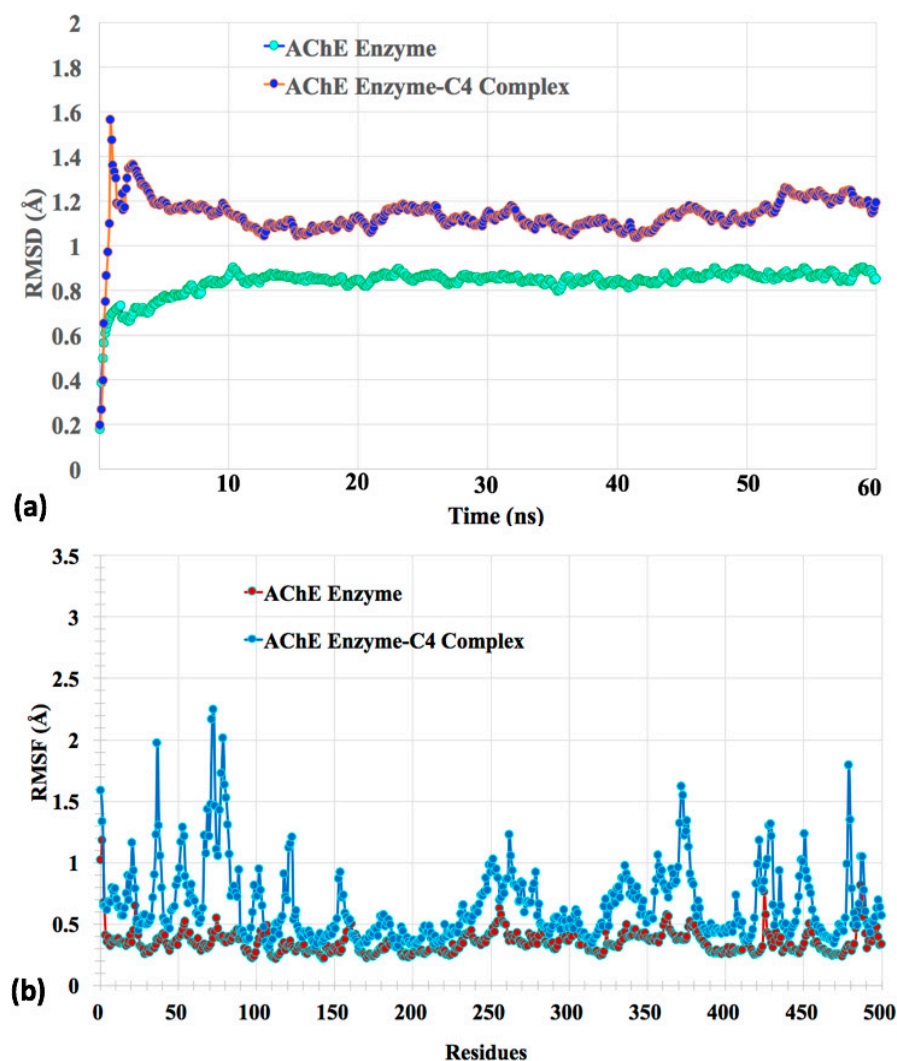 2
1.8
1.6
1.4
1.2
1
0.8
0.6
0.4
0.2
0
RMSD (Å)
AChE Enzyme
AChE Enzyme-C4 Complex
10 20 30 40 50 60
Time (ns)
(a)
3.5
3
2.5
2
1.5
1
0.5
0
RMSF (Å)
AChE Enzyme
AChE Enzyme-C4 Complex
0 50 100 150 200 250 300 350 400 450 500
Residues
(b)